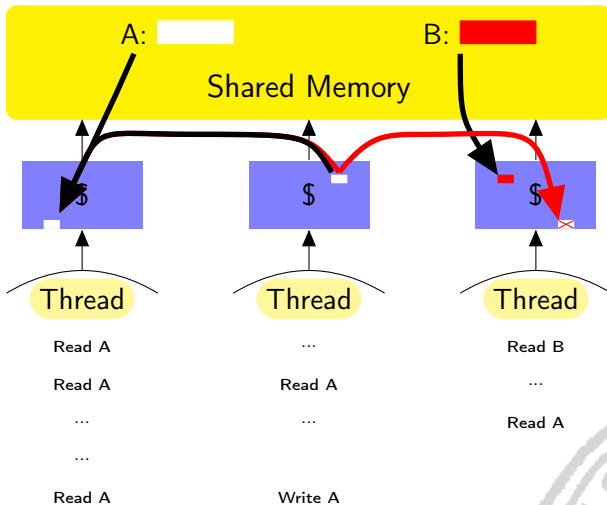 A: B:
Shared Memory
$ $ $
Thread Thread Thread
Read A ... Read B
Read A Read A ...
... ... Read A
...
Read A Write A